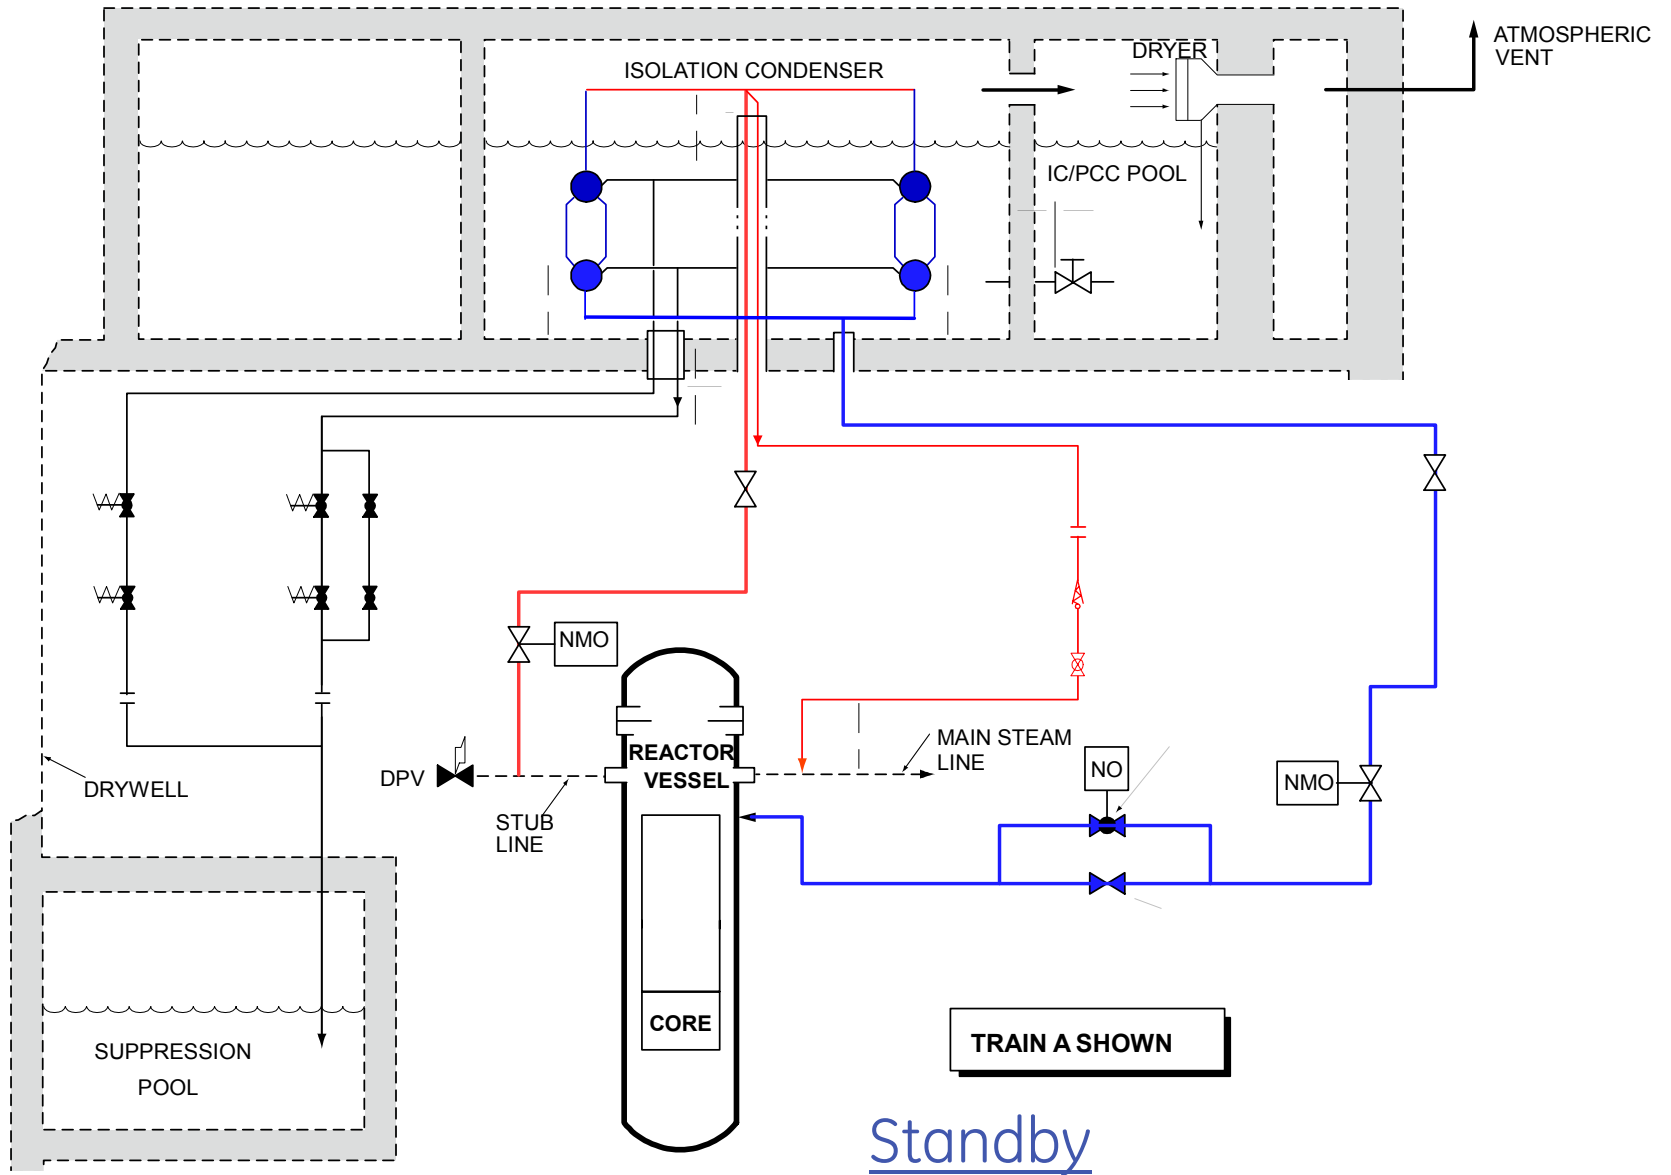 ATMOSPHERIC
VENT
DRYER
ISOLATION CONDENSER
IC/PCC POOL
NMO
REACTOR
VESSEL
MAIN STEAM
LINE
DPV
NO
NMO
DRYWELL
STUB
LINE
CORE
TRAIN A SHOWN
SUPPRESSION
POOL
Standby